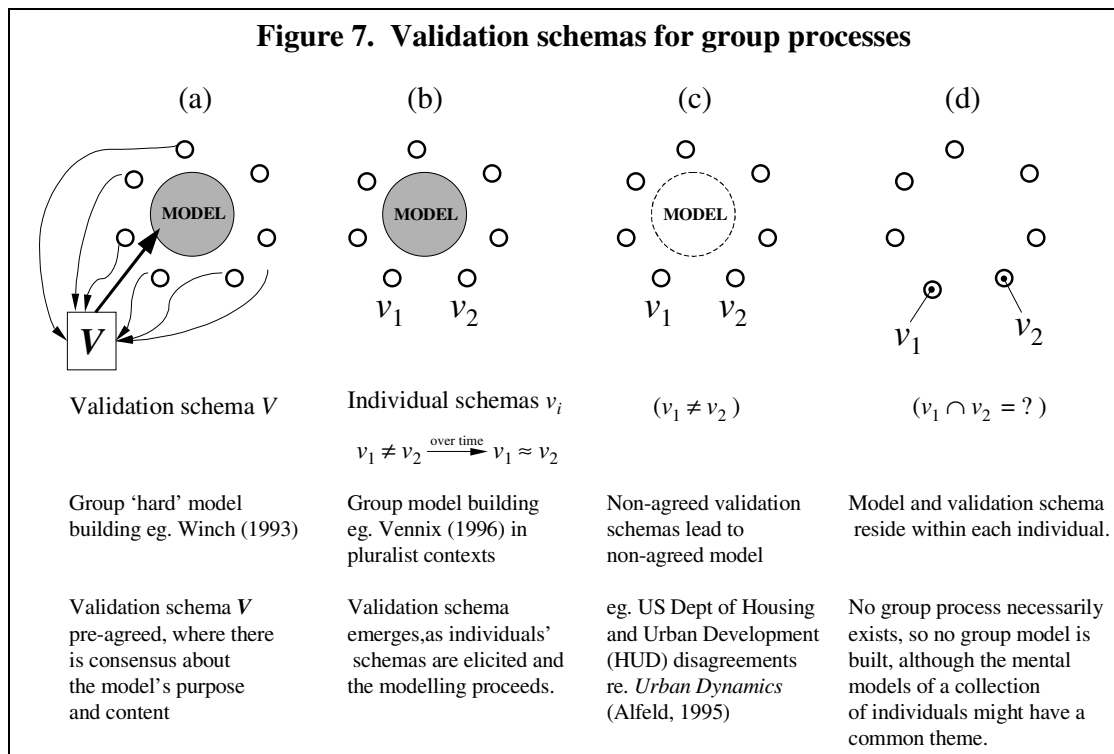 Figure 7. Validation schemas for group processes
(a)
MODEL
V
Validation schema V
Group ‘hard’ model
building eg. Winch (1993)
Validation schema V
pre-agreed, where there
is consensus about
the model’s purpose
and content
(b)
MODEL
v1 v2
Individual schemas vi
v1 ≠ v2 over time v1 ≈ v2
Group model building
eg. Vennix (1996) in
pluralist contexts
Validation schema
emerges,as individuals’
schemas are elicited and
the modelling proceeds.
(c)
MODEL
v1 v2
(v1 ≠ v2 )
Non-agreed validation
schemas lead to
non-agreed model
eg. US Dept of Housing
and Urban Development
(HUD) disagreements
re. Urban Dynamics
(Alfeld, 1995)
(d)
v1 v2
(v1 ∩ v2 = ? )
Model and validation schema
reside within each individual.
No group process necessarily
exists, so no group model is
built, although the mental
models of a collection
of individuals might have a
common theme.